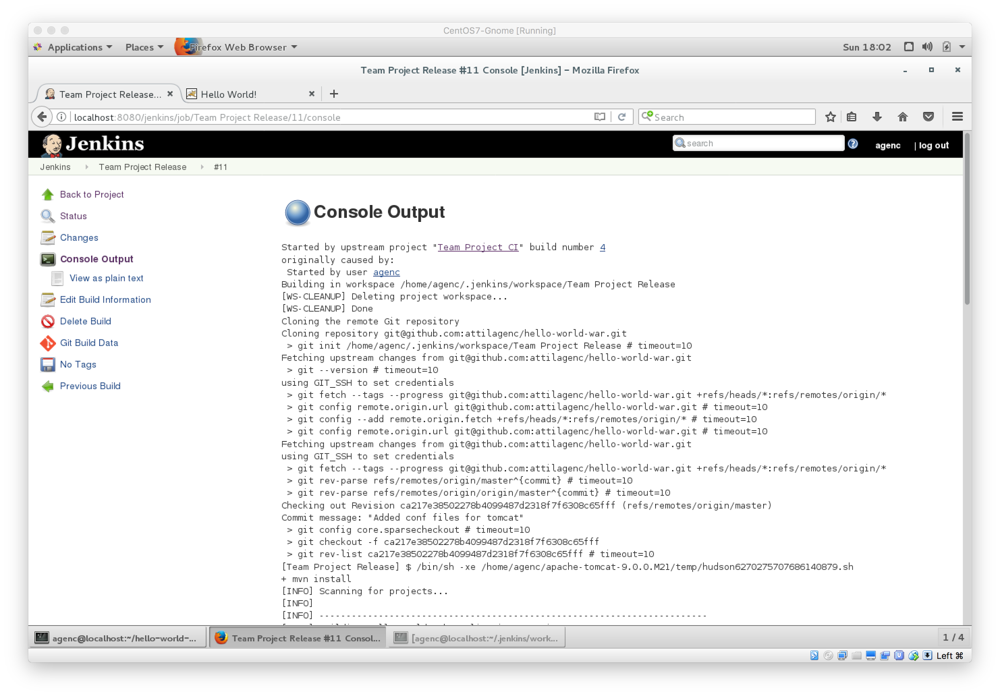 CentOS7-Gnome [Running]
Applications Places Firefox Web Browser Sun 18:02
Team Project Release #11 Console [Jenkins] – Mozilla Firefox
Team Project Release... Hello World!
localhost:8080/jenkins/job/Team Project Release/11/console Search
Jenkins search agenc | log out
Jenkins Team Project Release #11
Back to Project
Status
Changes
Console Output
View as plain text
Edit Build Information
Delete Build
Git Build Data
No Tags
Previous Build
Console Output
Started by upstream project "Team Project CI" build number 4
originally caused by:
Started by user agenc
Building in workspace /home/agenc/.jenkins/workspace/Team Project Release
[WS-CLEANUP] Deleting project workspace...
[WS-CLEANUP] Done
Cloning the remote Git repository
Cloning repository git@github.com:attilagenc/hello-world-war.git
> git init /home/agenc/.jenkins/workspace/Team Project Release # timeout=10
Fetching upstream changes from git@github.com:attilagenc/hello-world-war.git
> git --version # timeout=10
using GIT_SSH to set credentials
> git fetch --tags --progress git@github.com:attilagenc/hello-world-war.git +refs/heads/*:refs/remotes/origin/*
> git config remote.origin.url git@github.com:attilagenc/hello-world-war.git # timeout=10
> git config --add remote.origin.fetch +refs/heads/*:refs/remotes/origin/* # timeout=10
> git config remote.origin.url git@github.com:attilagenc/hello-world-war.git # timeout=10
Fetching upstream changes from git@github.com:attilagenc/hello-world-war.git
using GIT_SSH to set credentials
> git fetch --tags --progress git@github.com:attilagenc/hello-world-war.git +refs/heads/*:refs/remotes/origin/*
> git rev-parse refs/remotes/origin/master^{commit} # timeout=10
> git rev-parse refs/remotes/origin/origin/master^{commit} # timeout=10
Checking out Revision ca217e38502278b4099487d2318f7f6308c65fff (refs/remotes/origin/master)
Commit message: "Added conf files for tomcat"
> git config core.sparsecheckout # timeout=10
> git checkout -f ca217e38502278b4099487d2318f7f6308c65fff
> git rev-list ca217e38502278b4099487d2318f7f6308c65fff # timeout=10
[Team Project Release] $ /bin/sh -xe /home/agenc/apache-tomcat-9.0.0.M21/temp/hudson6270275707686140879.sh
+ mvn install
[INFO] Scanning for projects...
[INFO]
[INFO] ------------------------------------------------------------------------
agenc@localhost:~/hello-world-... Team Project Release #11 Consol... [agenc@localhost:~/.jenkins/work... 1 / 4
Left ⌘